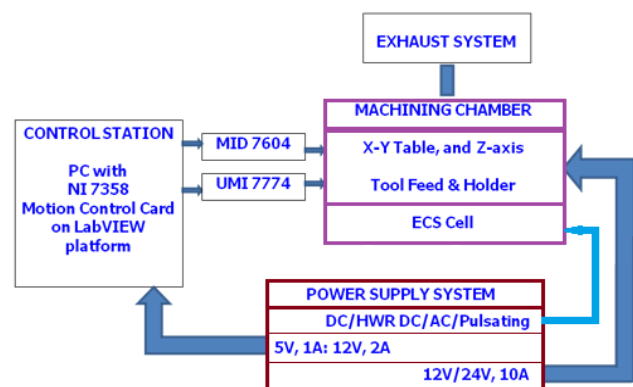 EXHAUST SYSTEM
MACHINING CHAMBER
CONTROL STATION
PC with
NI 7358
Motion Control Card
on LabVIEW
platform
MID 7604
UMI 7774
X-Y Table, and Z-axis
Tool Feed & Holder
ECS Cell
POWER SUPPLY SYSTEM
DC/HWR DC/AC/Pulsating
5V, 1A: 12V, 2A
12V/24V, 10A